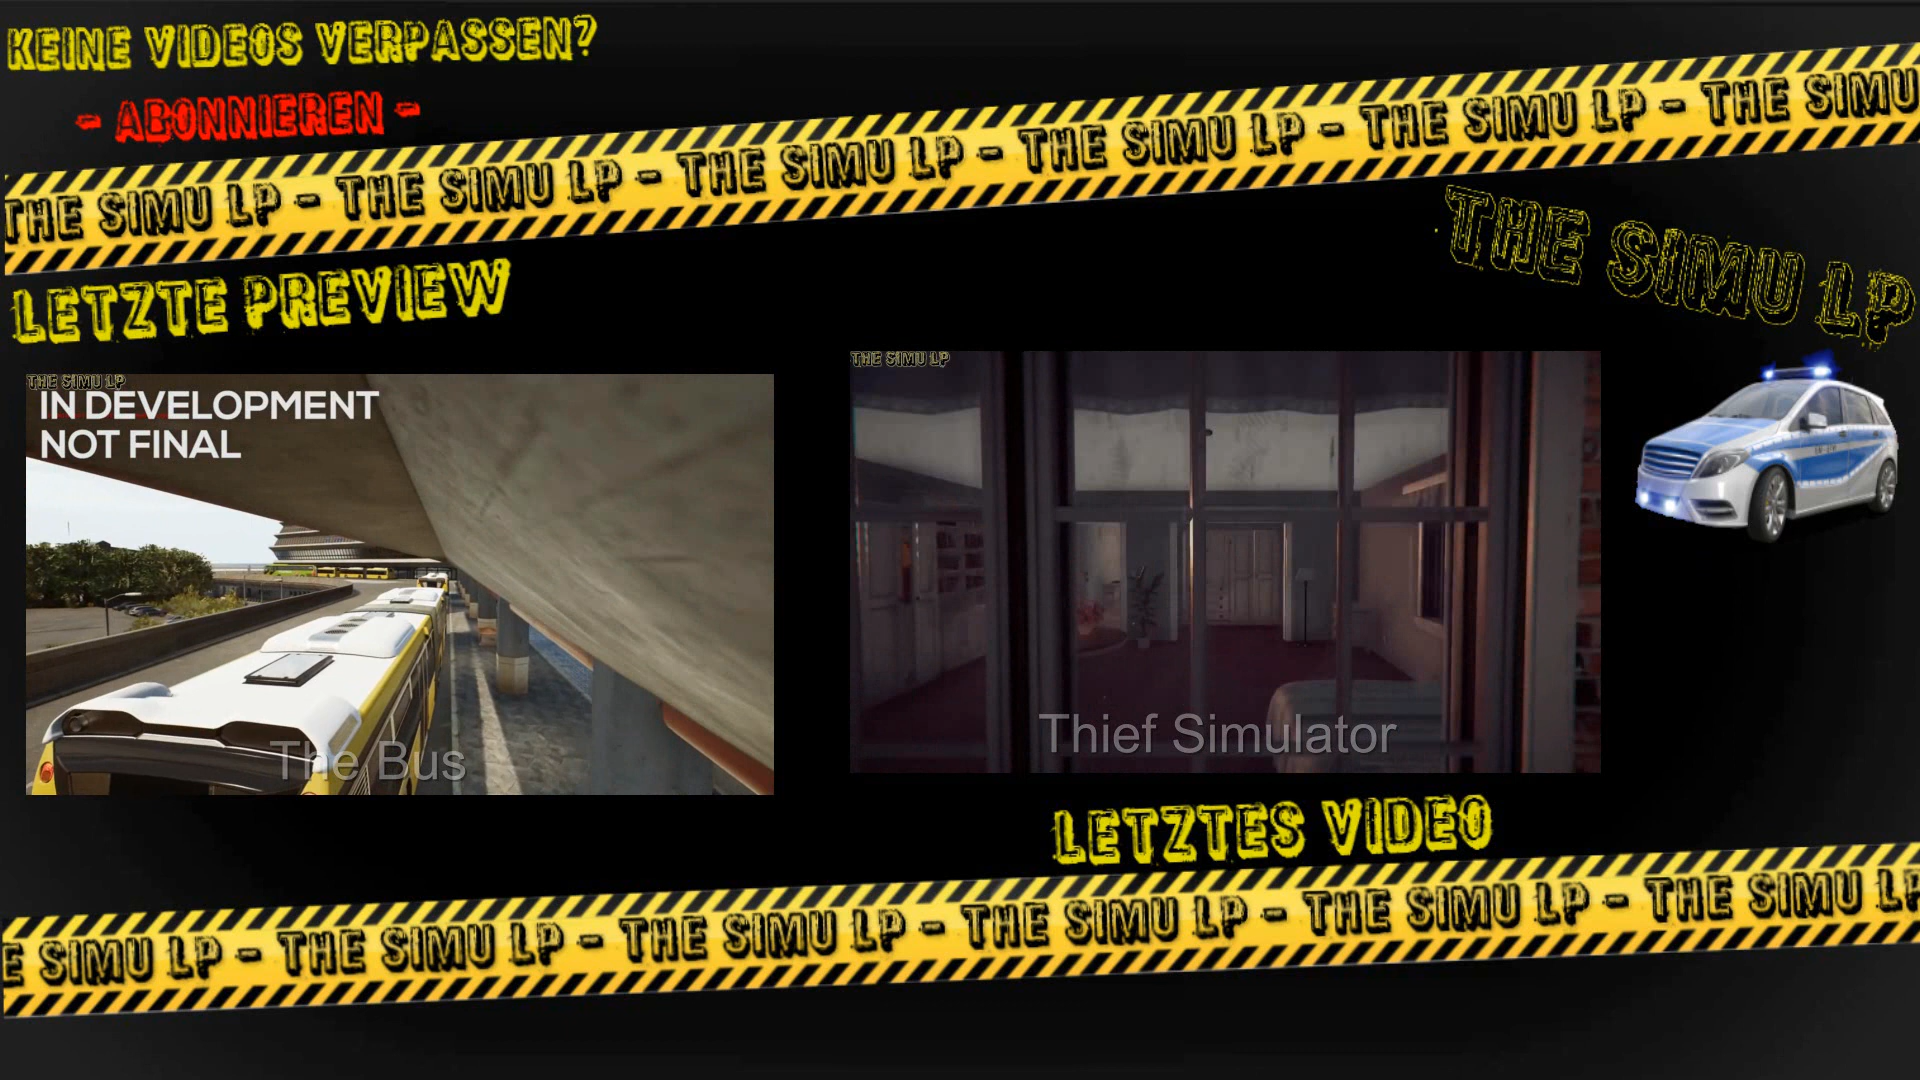 KEINE VIDEOS VERPASSEN?
- ABONNIEREN -
THE SIMU LP - THE SIMU LP - THE SIMU LP - THE SIMU LP - THE SIMU LP - THE SIMU
THE SIMU LP
LETZTE PREVIEW
THE SIMU LP
IN DEVELOPMENT
NOT FINAL
The Bus
THE SIMU LP
Thief Simulator
LETZTES VIDEO
E SIMU LP - THE SIMU LP - THE SIMU LP - THE SIMU LP - THE SIMU LP - THE SIMU LP